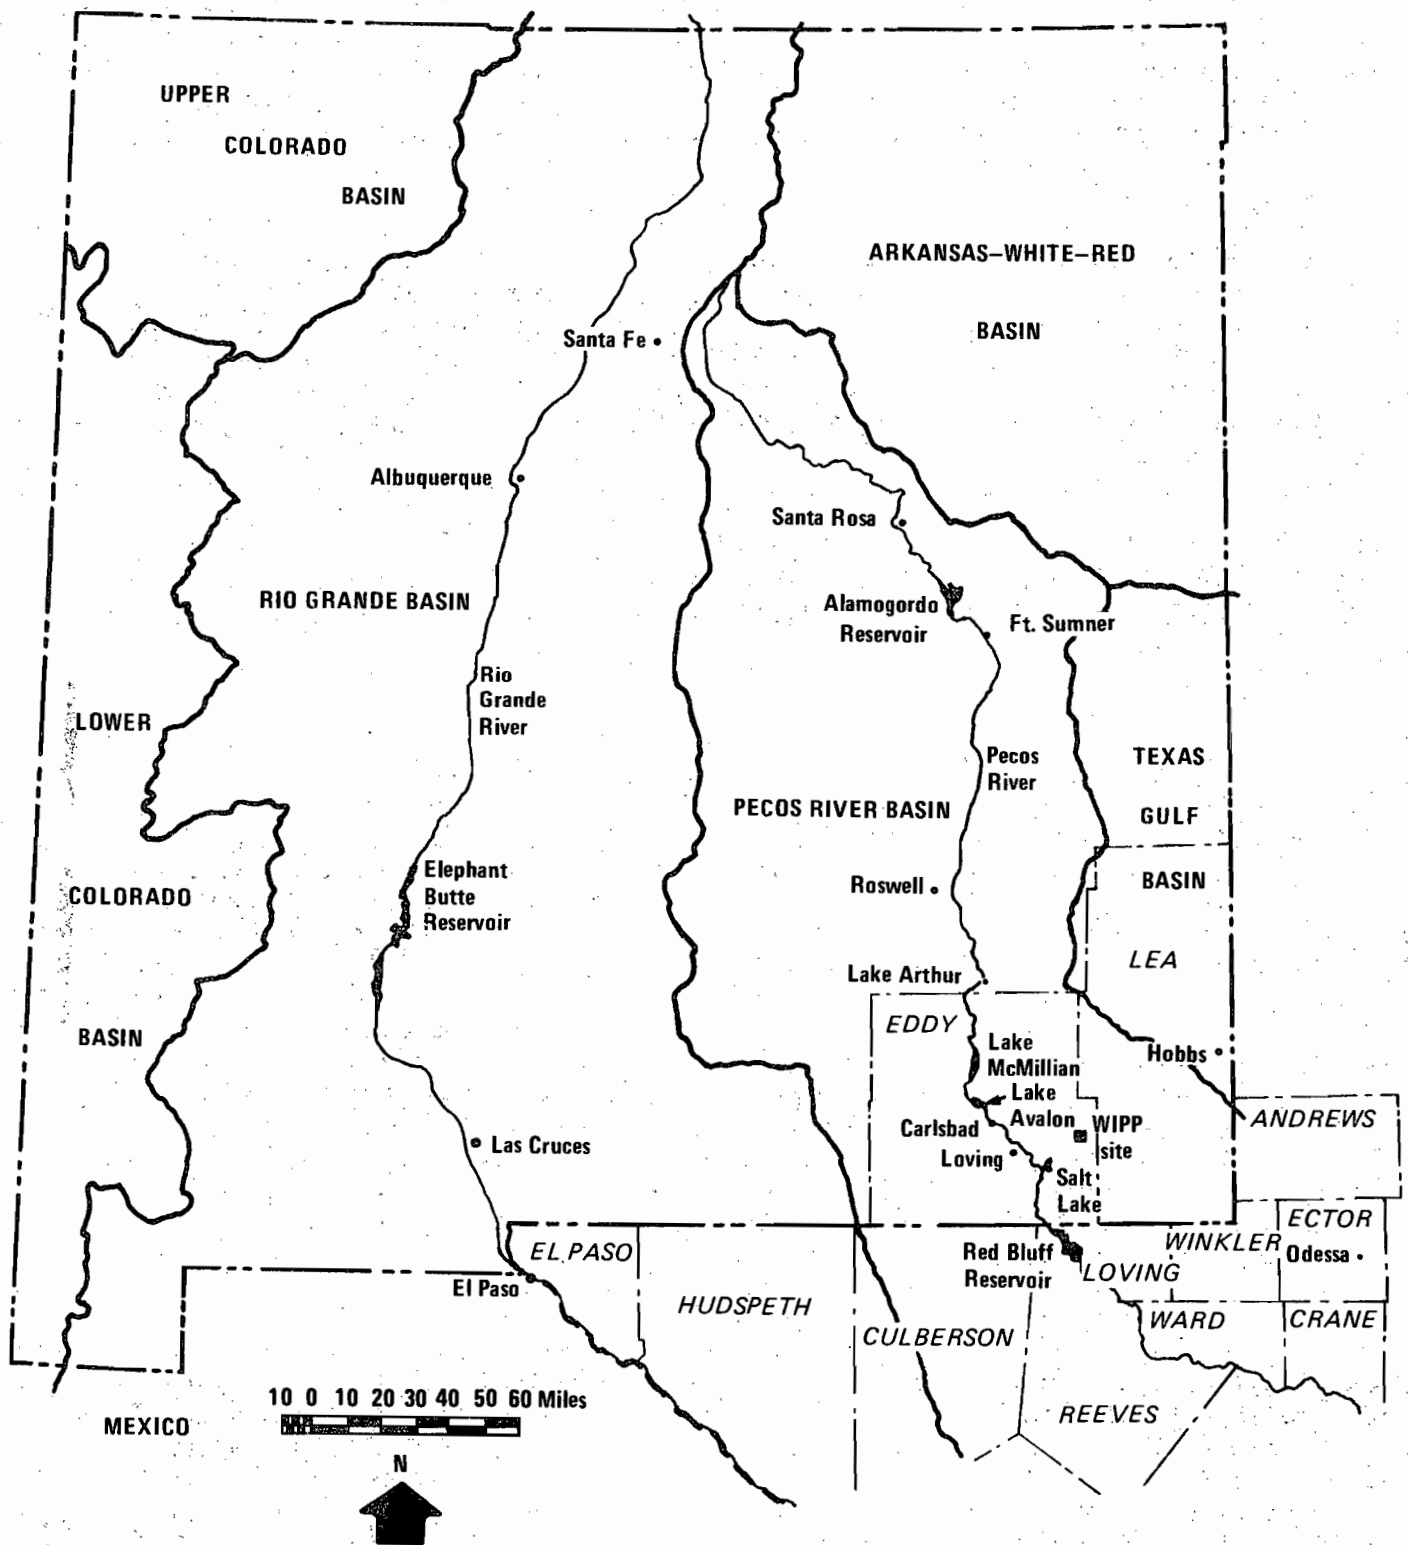 UPPER
COLORADO
BASIN
ARKANSAS–WHITE–RED
BASIN
Santa Fe
Albuquerque
Santa Rosa
RIO GRANDE BASIN
Alamogordo
Reservoir
Ft. Sumner
Rio
Grande
River
LOWER
COLORADO
BASIN
Pecos
River
TEXAS
GULF
BASIN
PECOS RIVER BASIN
Elephant
Butte
Reservoir
Roswell
LEA
Lake Arthur
EDDY
Lake
McMillian
Lake
Avalon
Hobbs
Carlsbad
Loving
WIPP
site
ANDREWS
Las Cruces
Salt
Lake
EL PASO
El Paso
HUDSPETH
CULBERSON
Red Bluff
Reservoir
LOVING
WINKLER
ECTOR
Odessa
WARD
CRANE
REEVES
MEXICO
10 0 10 20 30 40 50 60 Miles
N